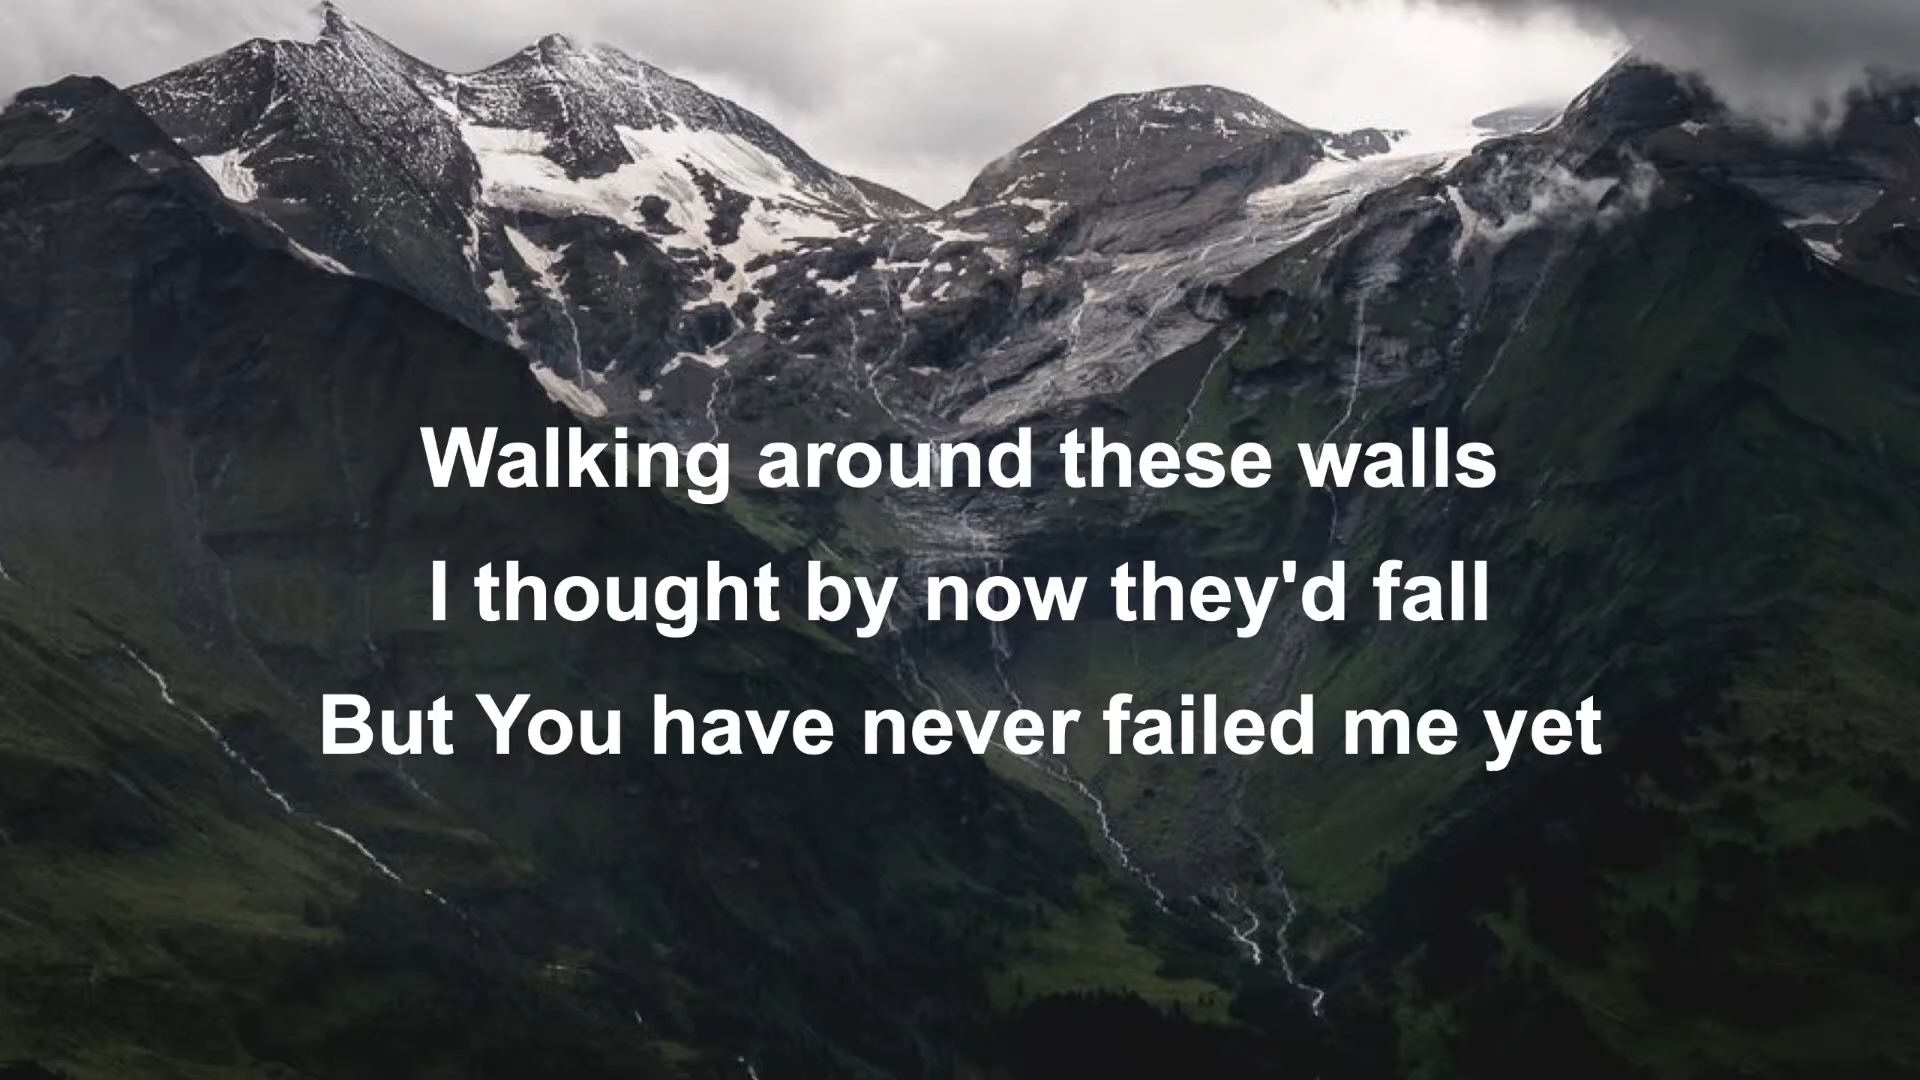 Walking around these walls
I thought by now they'd fall
But You have never failed me yet